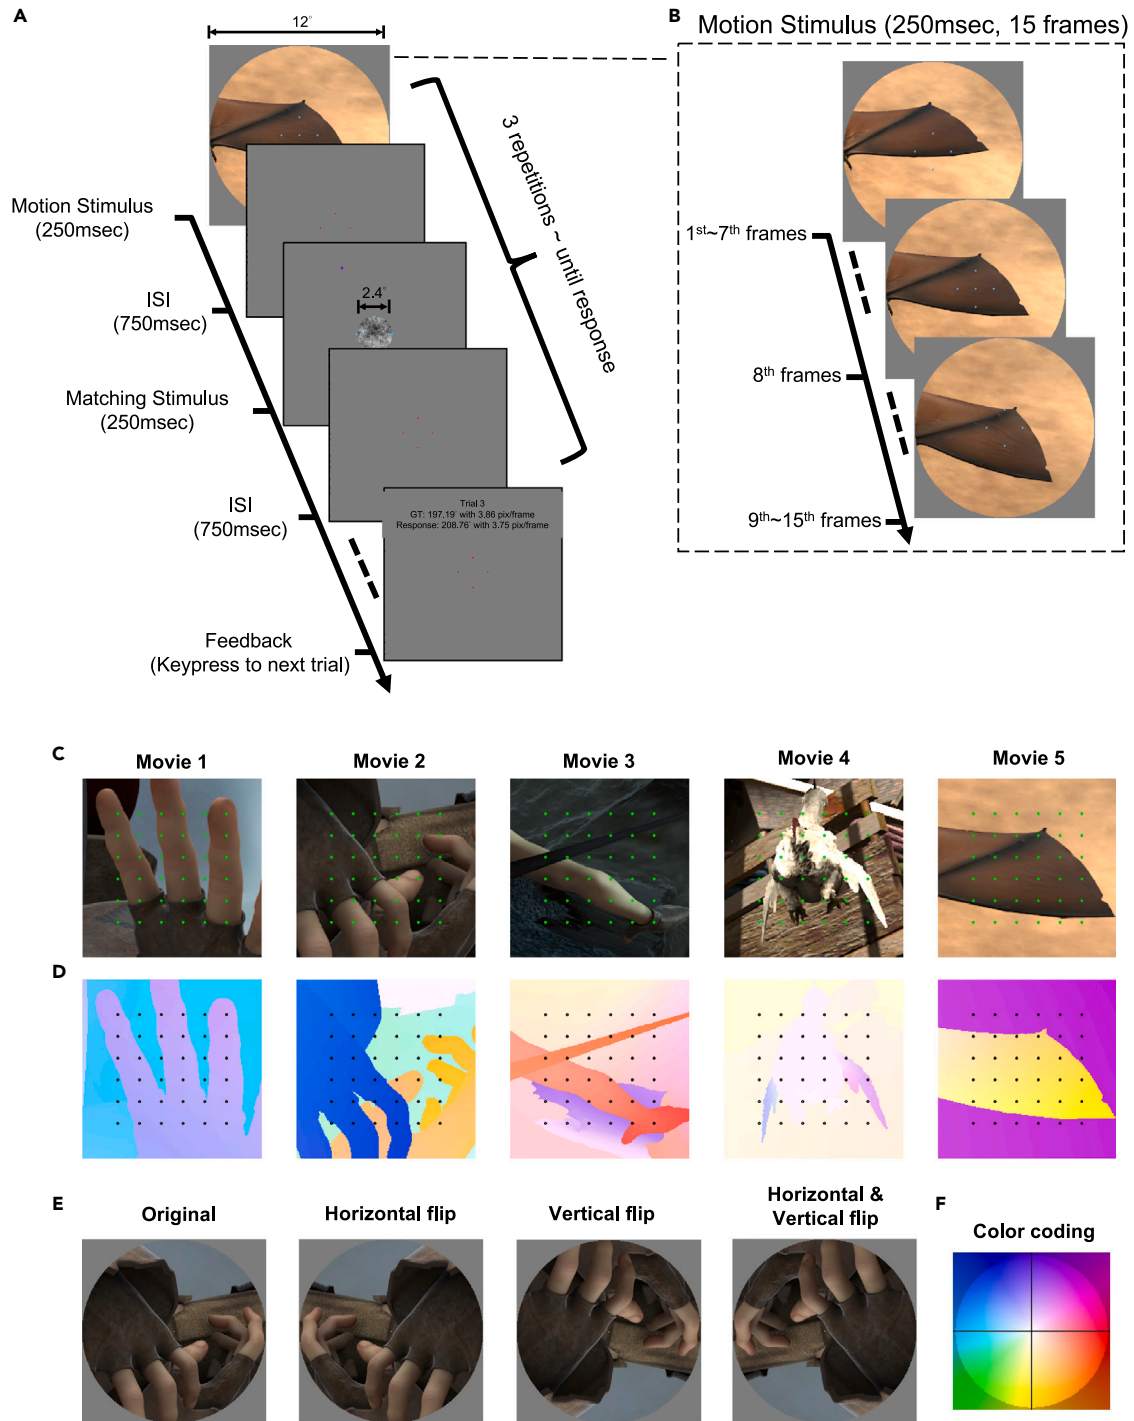 A
12°
Motion Stimulus
(250msec)
ISI
(750msec)
2.4°
Matching Stimulus
(250msec)
ISI
(750msec)
3 repetitions ~ until response
Trial 3
GT: 197.19° with 3.86 pix/frame
Response: 208.76° with 3.75 pix/frame
Feedback
(Keypress to next trial)
B
Motion Stimulus (250msec, 15 frames)
1st~7th frames
8th frames
9th~15th frames
C
Movie 1
Movie 2
Movie 3
Movie 4
Movie 5
D
E
Original
Horizontal flip
Vertical flip
Horizontal &
Vertical flip
F
Color coding